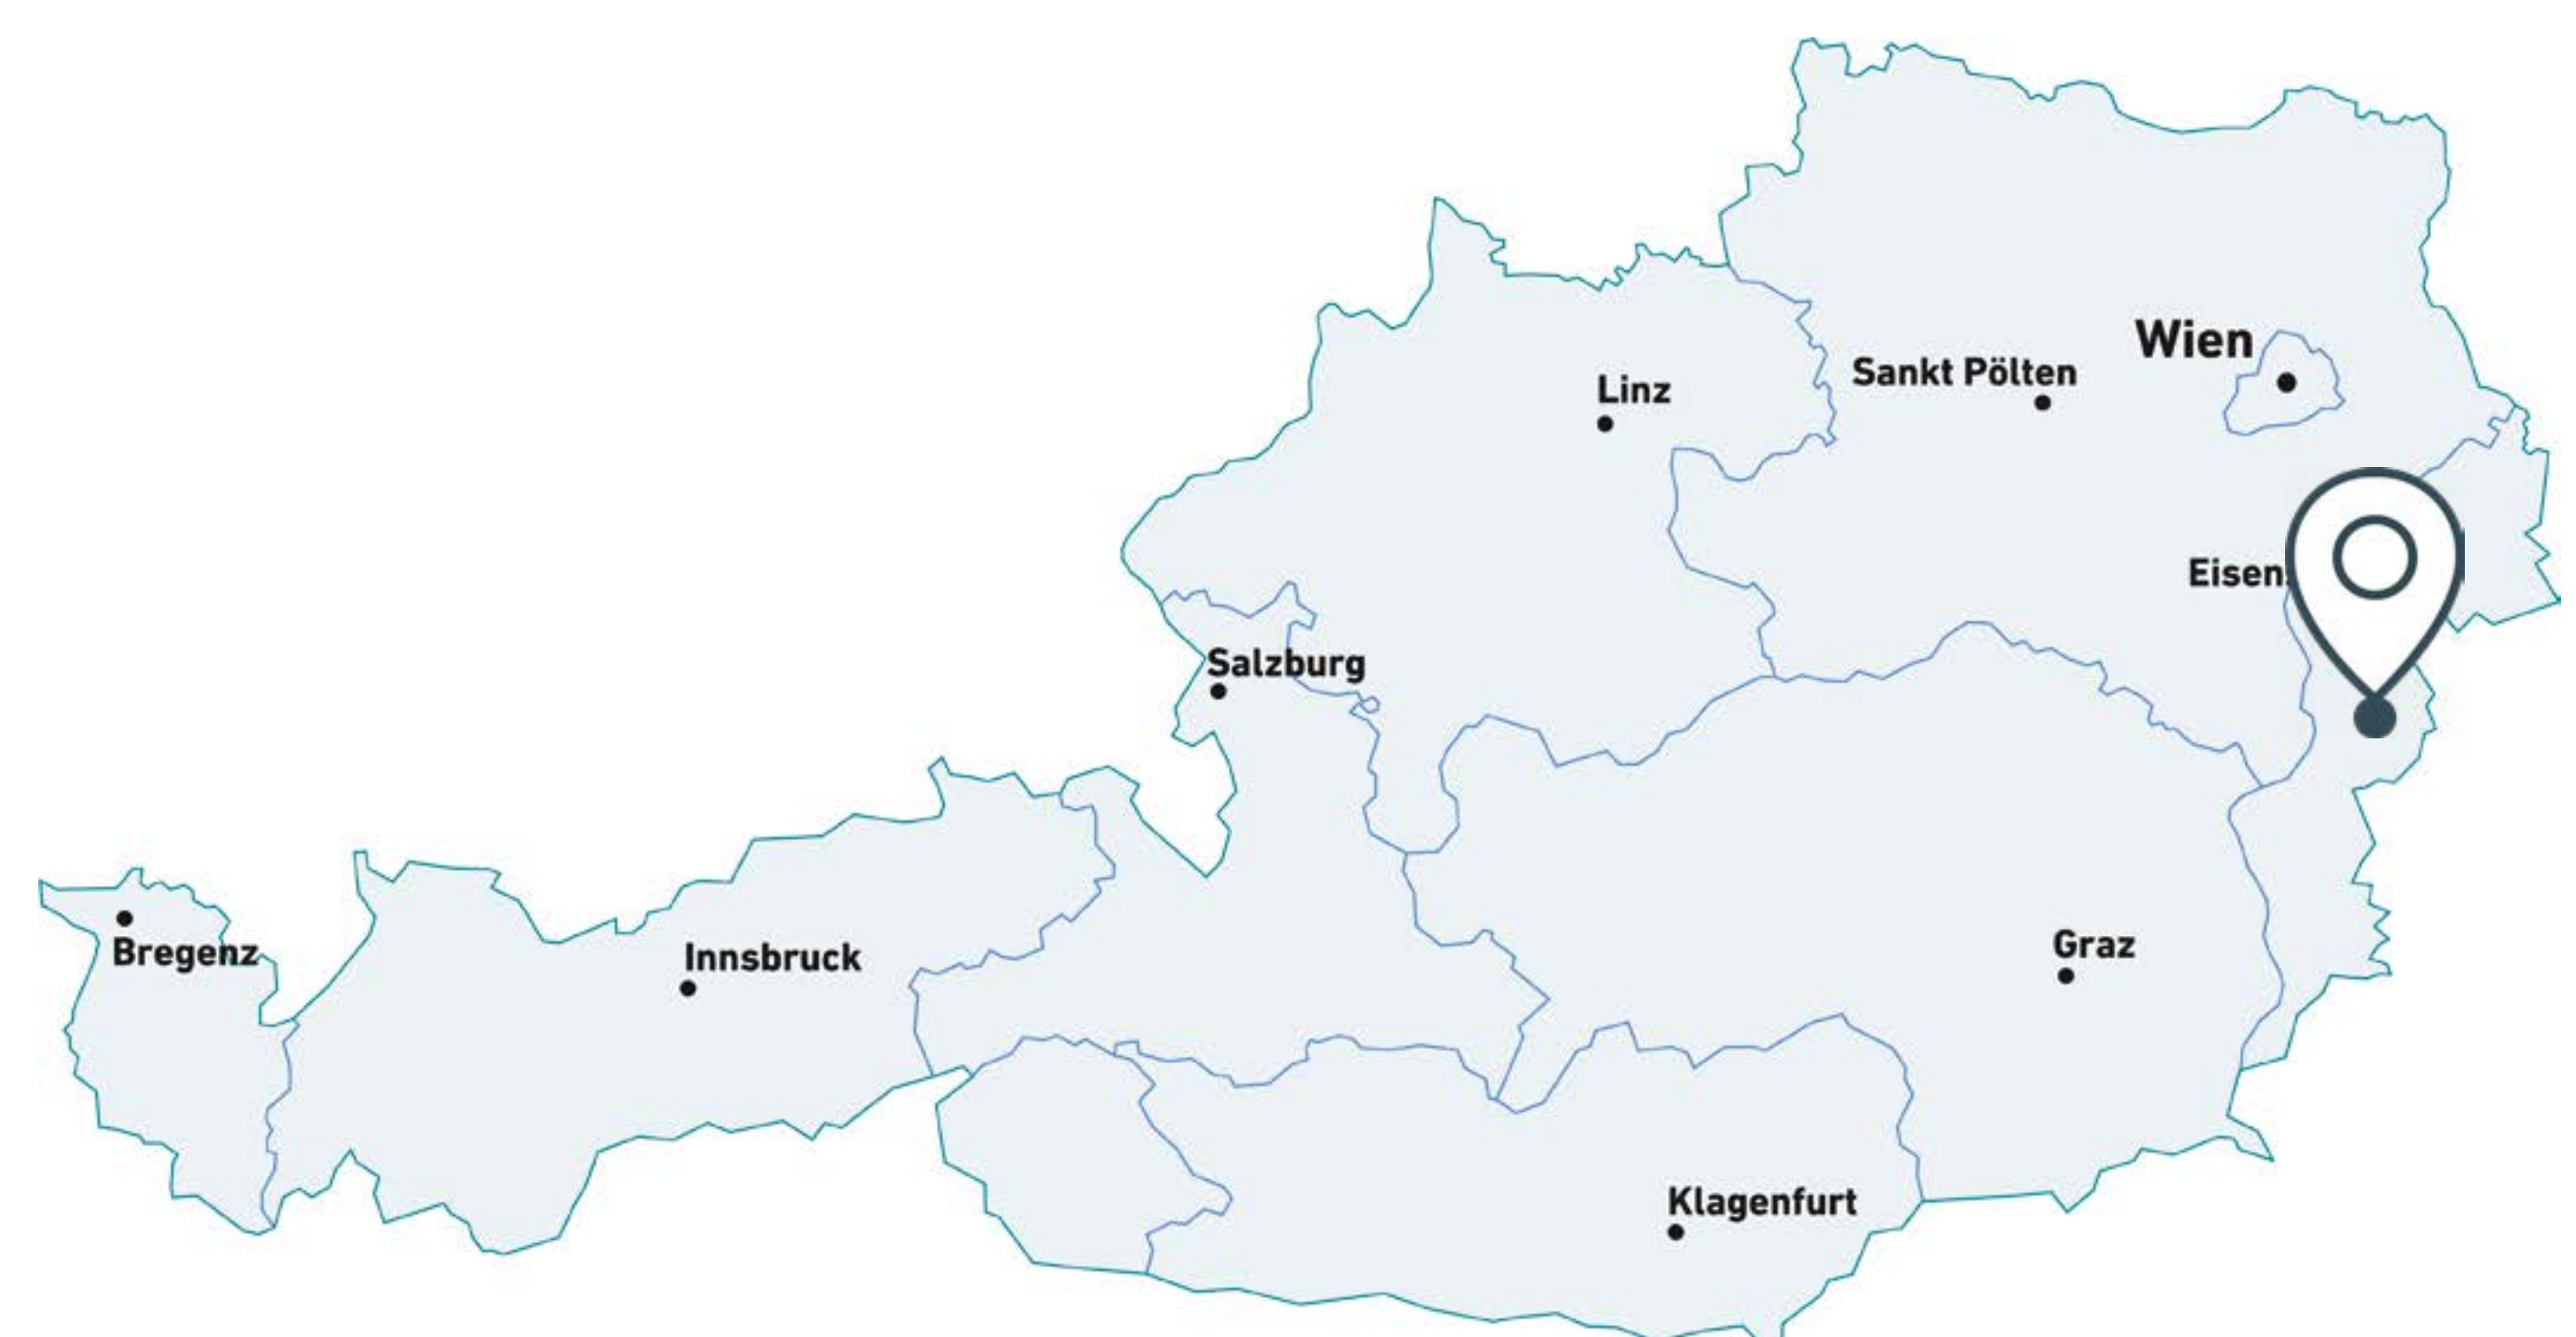 Wien
Sankt Pölten
Linz
Eisen
Salzburg
Graz
Bregenz
Innsbruck
Klagenfurt